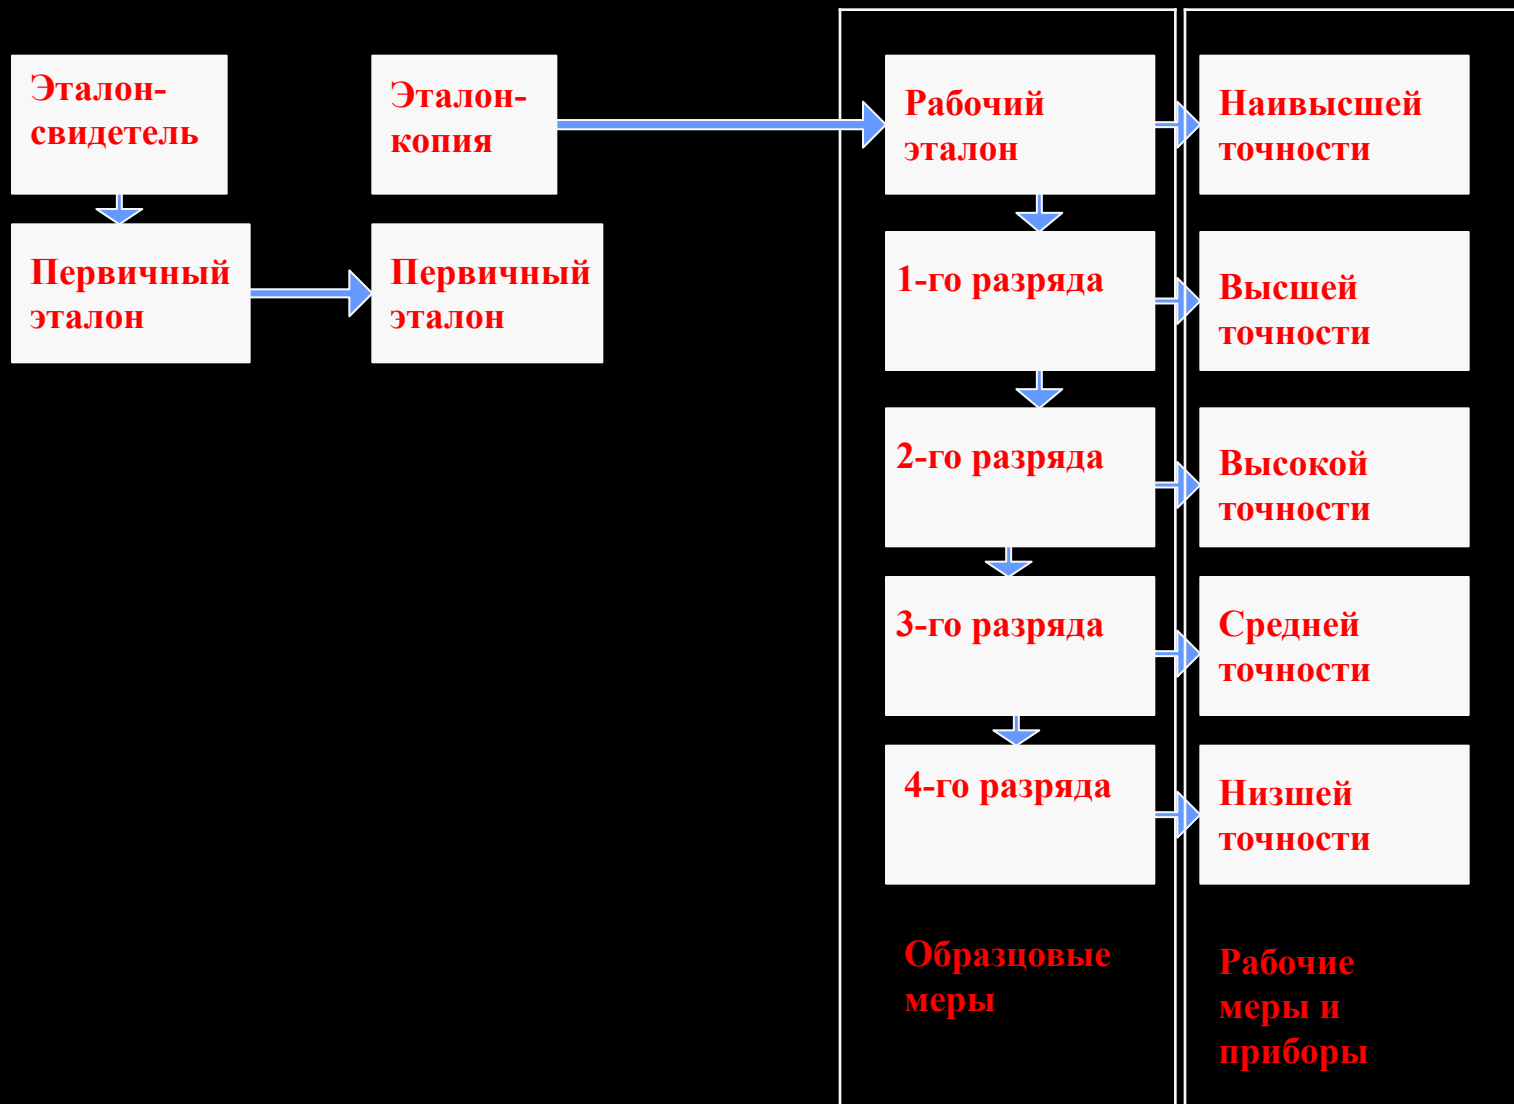 Эталон-
свидетель
Эталон-
копия
Рабочий
эталон
Наивысшей
точности
Первичный
эталон
Первичный
эталон
1-го разряда
Высшей
точности
2-го разряда
Высокой
точности
3-го разряда
Средней
точности
4-го разряда
Низшей
точности
Образцовые
меры
Рабочие
меры и
приборы